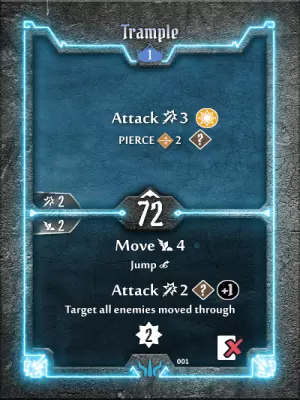 Trample
1
Attack 3
PIERCE 2 ?
72
2
2
Move 4
Jump
Attack 2 ? +1
Target all enemies moved through
2
001